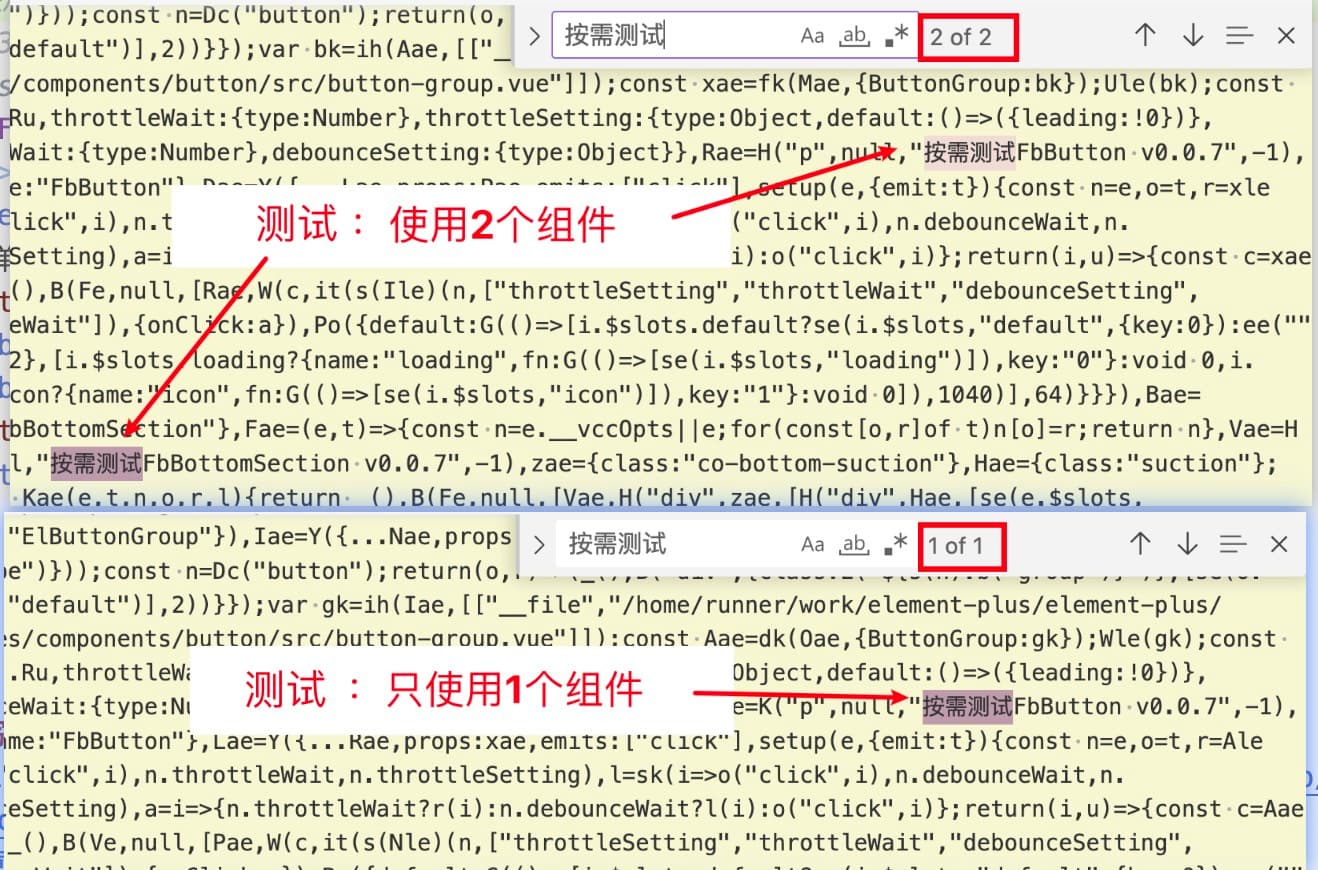 ")}));const n=Dc("button");return(o,
按需测试
Aa
ab
.*
2 of 2
default")],2))}});var bk=ih(Aae,[["_
/components/button/src/button-group.vue"]]);const xae=fk(Mae,{ButtonGroup:bk});Ule(bk);const
Ru,throttleWait:{type:Number},throttleSetting:{type:Object,default:()=>({leading:!0})},
Wait:{type:Number},debounceSetting:{type:Object}},Rae=H("p",null,"按需测试FbButton v0.0.7",-1),
e:"FbButton"},Dae=Y({...Lae,props:Rae,emits:["click"],setup(e,{emit:t}){const n=e,o=t,r=xle
测试： 使用2个组件
lick",i),n.t
("click",i),n.debounceWait,n.
Setting),a=i
i):o("click",i)};return(i,u)=>{const c=xae
(),B(Fe,null,[Rae,W(c,it(s(Ile)(n,["throttleSetting","throttleWait","debounceSetting",
eWait"]),{onClick:a}),Po({default:G(()=>[i.$slots.default?se(i.$slots,"default",{key:0}):ee(""
2},[i.$slots.loading?{name:"loading",fn:G(()=>[se(i.$slots,"loading")]),key:"0"}:void 0,i.
con?{name:"icon",fn:G(()=>[se(i.$slots,"icon")]),key:"1"}:void 0]),1040)],64)}}}),Bae=
bBottomSection"},Fae=(e,t)=>{const n=e.__vccOpts||e;for(const[o,r]of t)n[o]=r;return n},Vae=H
l,"按需测试FbBottomSection v0.0.7",-1),zae={class:"co-bottom-suction"},Hae={class:"suction"};
Kae(e,t,n,o,r,l){return _(),B(Fe,null,[Vae,H("div",zae,[H("div",Hae,[se(e.$slots,
"ElButtonGroup"}),Iae=Y({...Nae,props
按需测试
Aa
ab
.*
1 of 1
e")}));const n=Dc("button");return(o,
"default")],2))}});var gk=ih(Iae,[["__file","/home/runner/work/element-plus/element-plus/
s/components/button/src/button-group.vue"]]);const Aae=dk(Oae,{ButtonGroup:gk});Wle(gk);const
.Ru,throttleWa
Object,default:()=>({leading:!0})},
测试 ： 只使用1个组件
eWait:{type:Nu
e=K("p",null,"按需测试FbButton v0.0.7",-1),
me:"FbButton"},Lae=Y({...Rae,props:xae,emits:["click"],setup(e,{emit:t}){const n=e,o=t,r=Ale
"click",i),n.throttleWait,n.throttleSetting),l=sk(i=>o("click",i),n.debounceWait,n.
eSetting),a=i=>{n.throttleWait?r(i):n.debounceWait?l(i):o("click",i)};return(i,u)=>{const c=Aae
_(),B(Ve,null,[Pae,W(c,it(s(Nle)(n,["throttleSetting","throttleWait","debounceSetting",